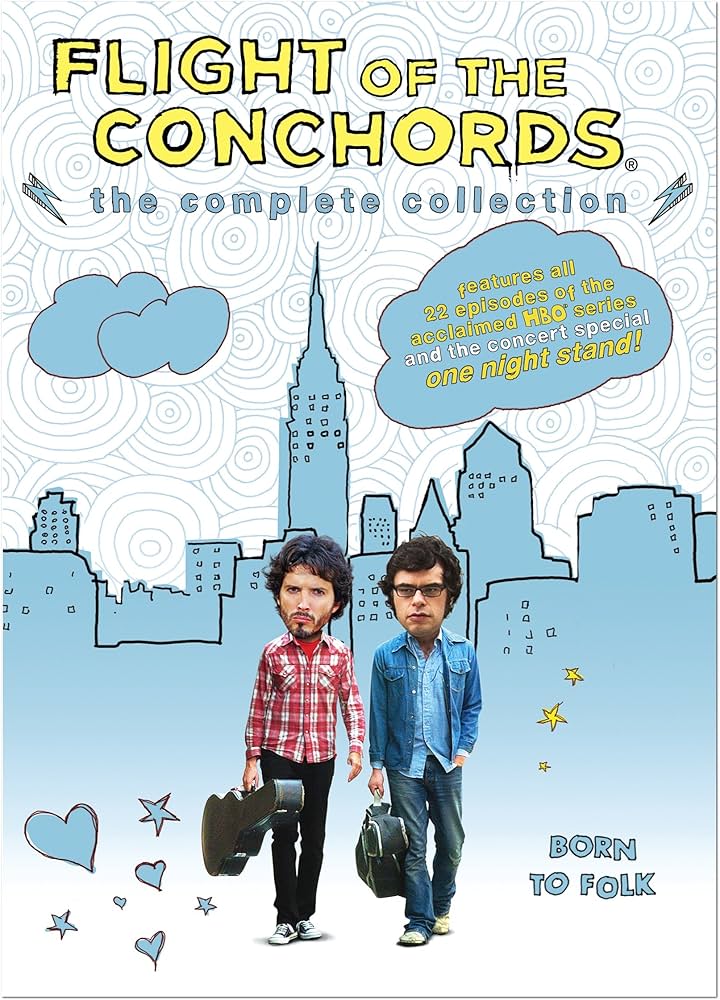 FLIGHT OF THE
CONCHORDS®
the complete collection
features all
22 episodes of the
acclaimed HBO® series
and the concert special
one night stand!
BORN
TO FOLK